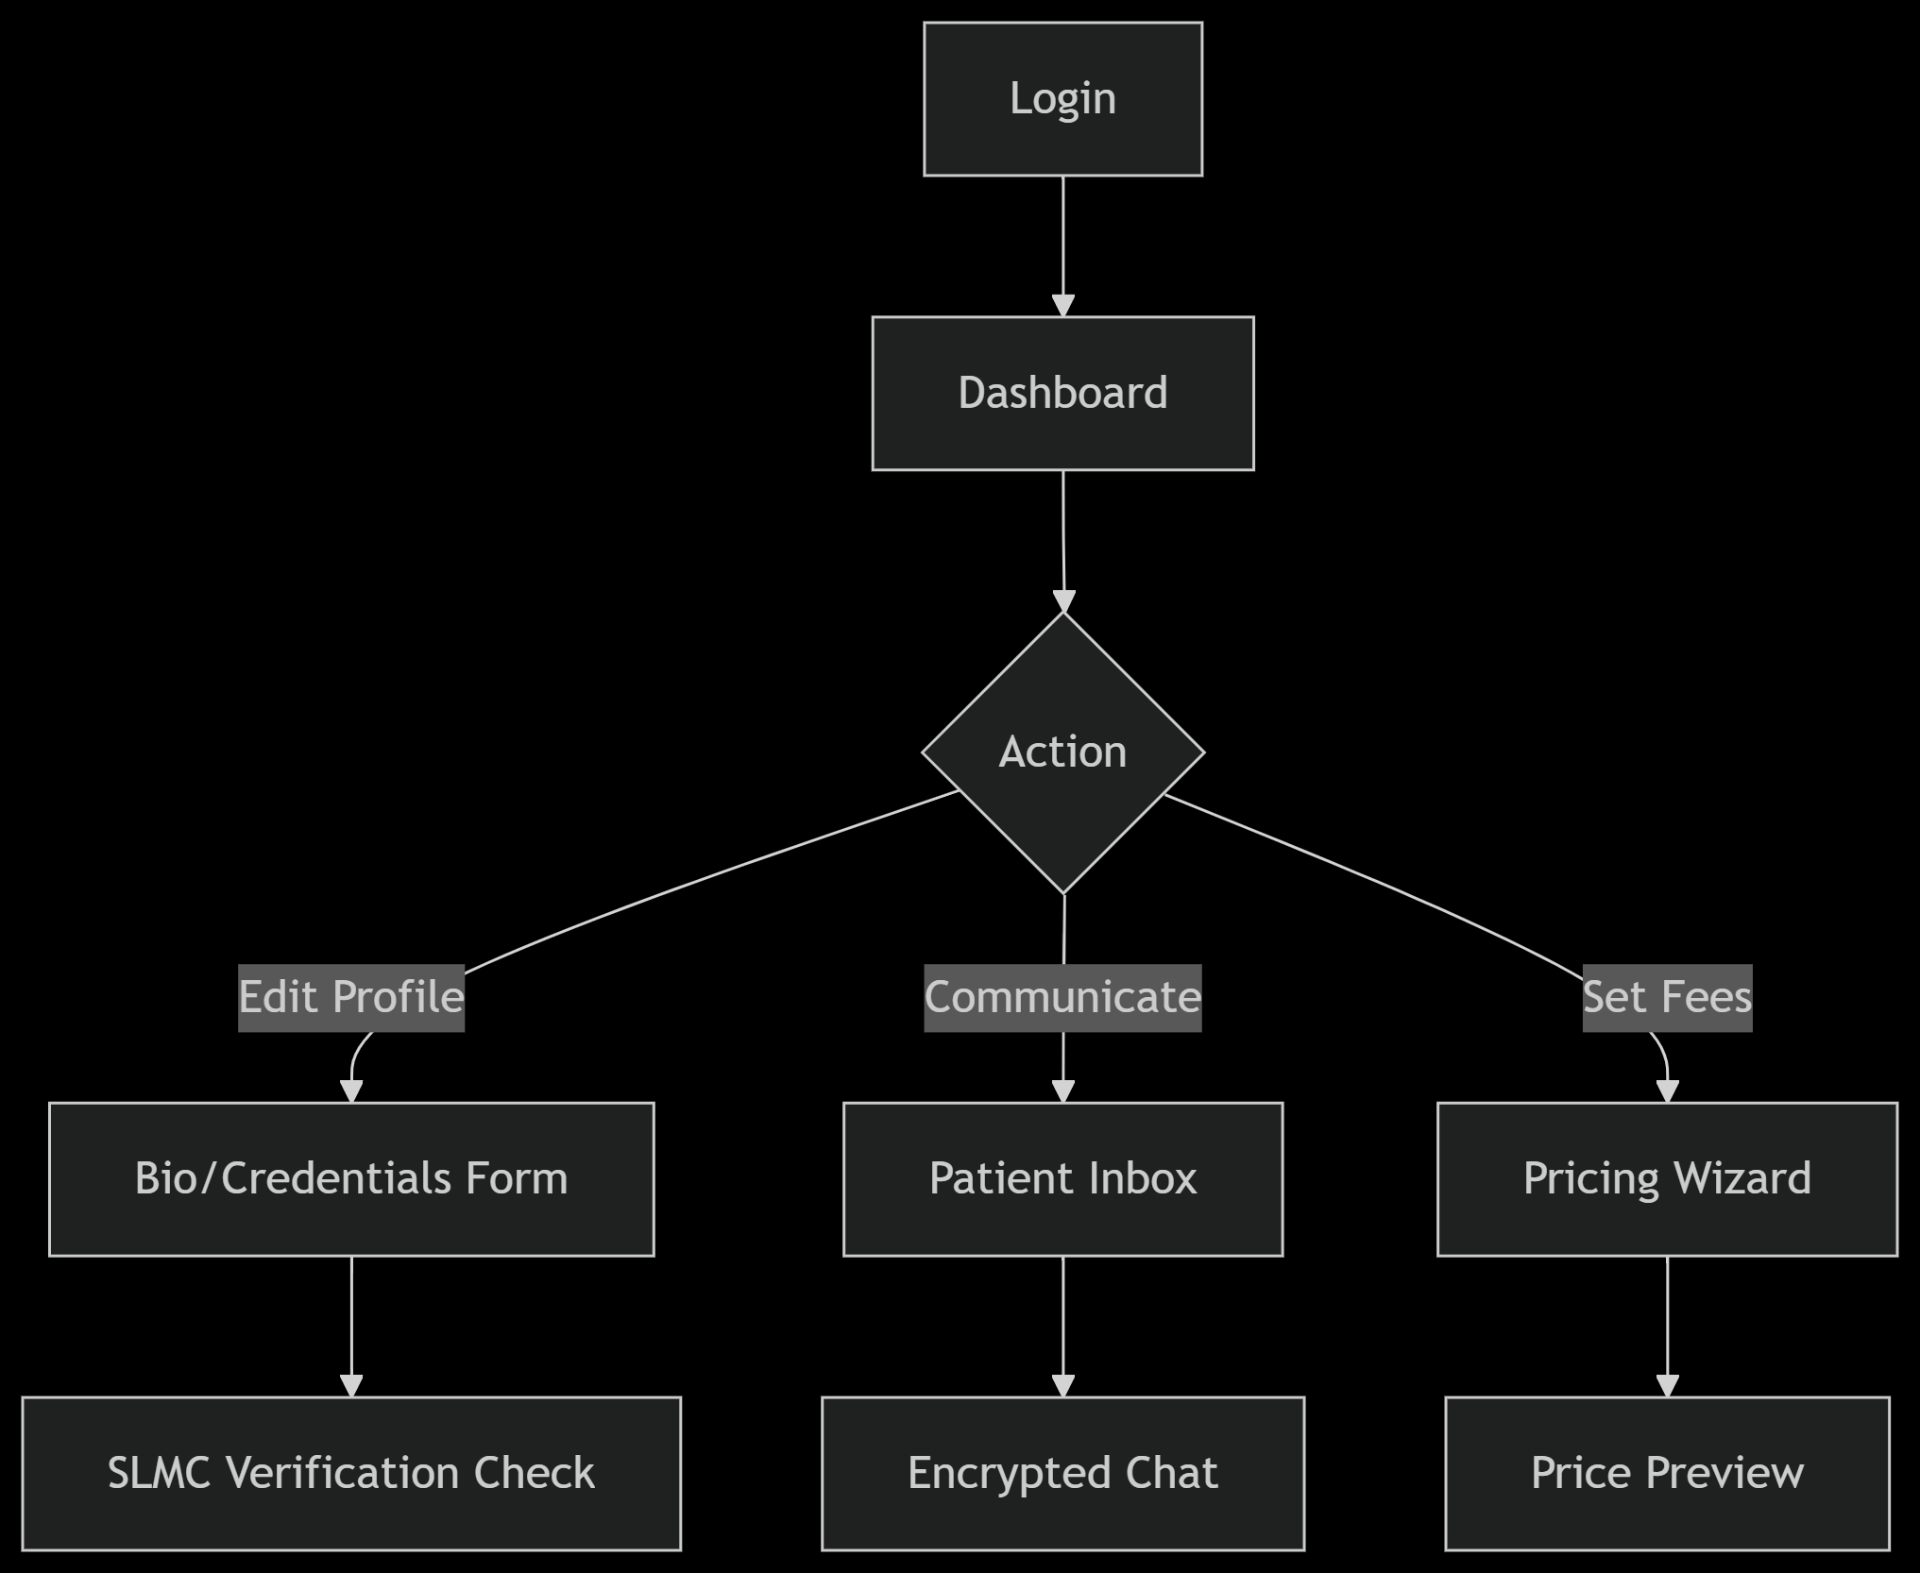 Login
Dashboard
Action
Edit Profile
Communicate
Set Fees
Bio/Credentials Form
Patient Inbox
Pricing Wizard
SLMC Verification Check
Encrypted Chat
Price Preview